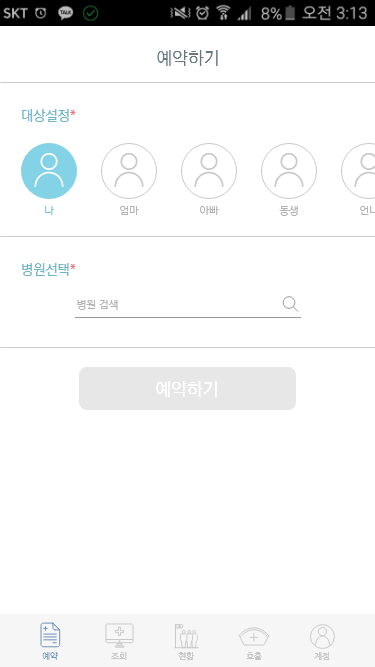 SKT TALK 8% 오전 3:13
예약하기
대상설정*
나 엄마 아빠 동생 언니
병원선택*
병원 검색
예약하기
예약 조회 현황 호출 계정